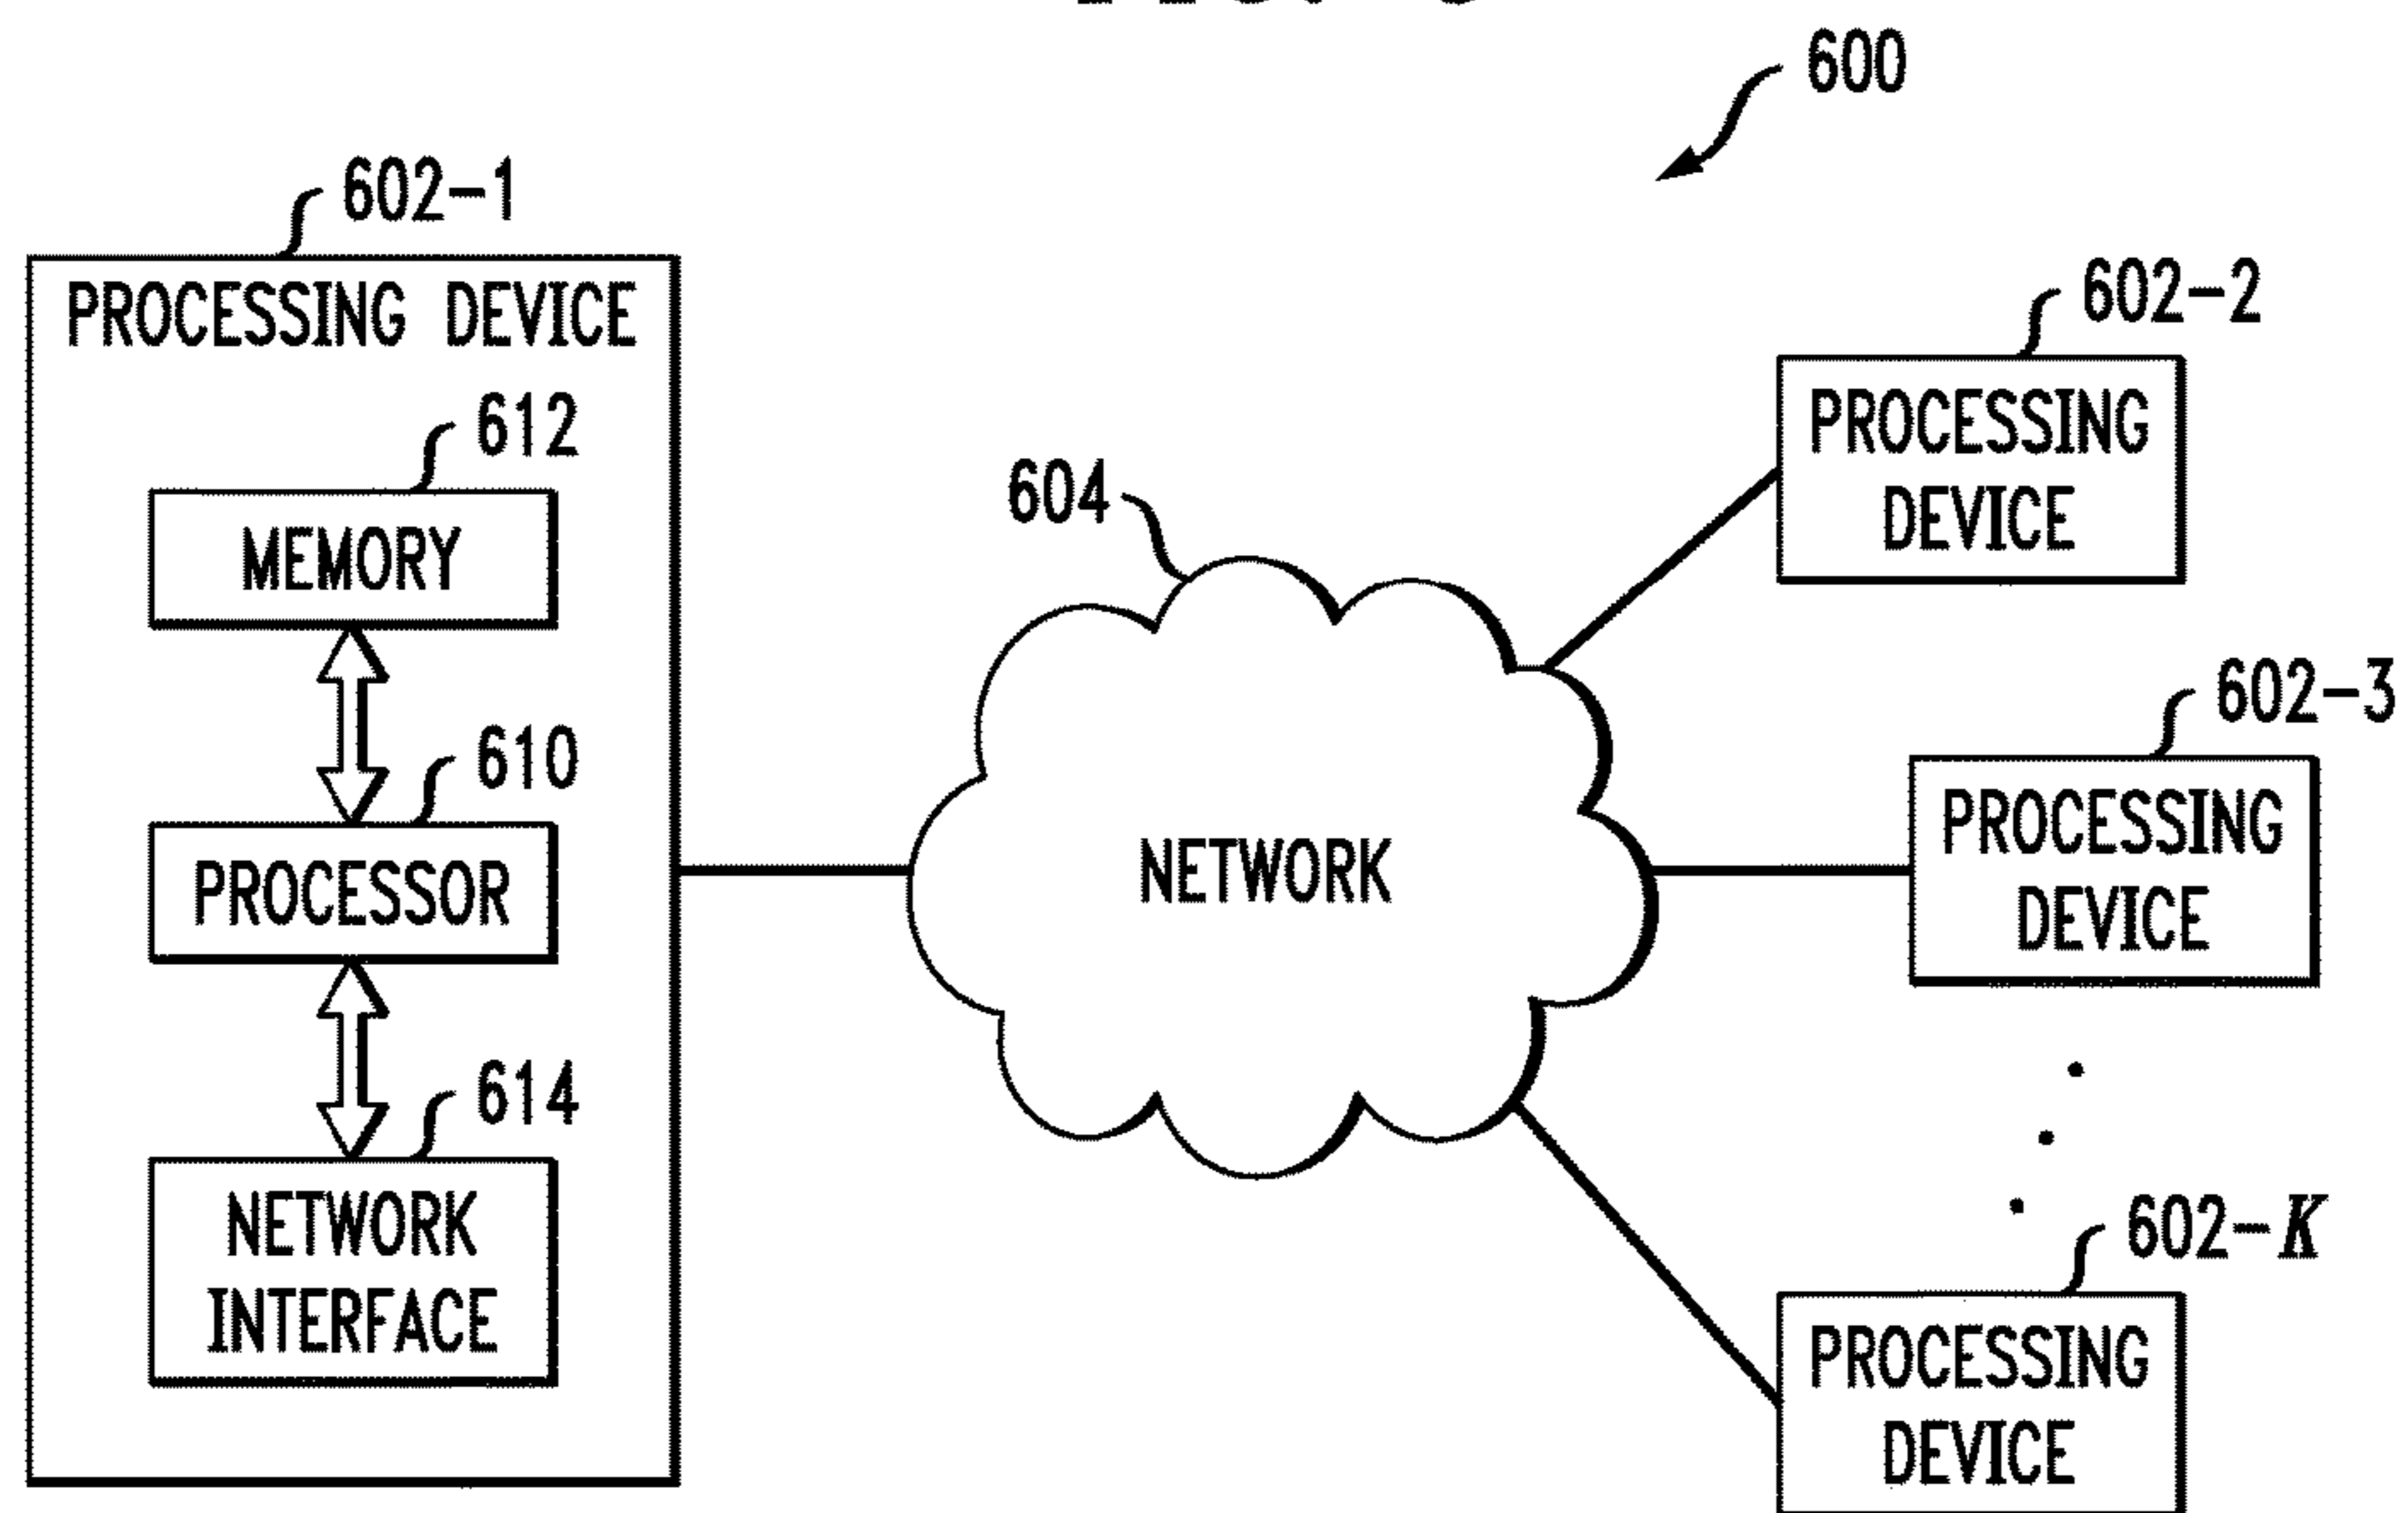 600
602-1
PROCESSING DEVICE
612
MEMORY
610
PROCESSOR
614
NETWORK
INTERFACE
604
NETWORK
602-2
PROCESSING
DEVICE
602-3
PROCESSING
DEVICE
602-K
PROCESSING
DEVICE